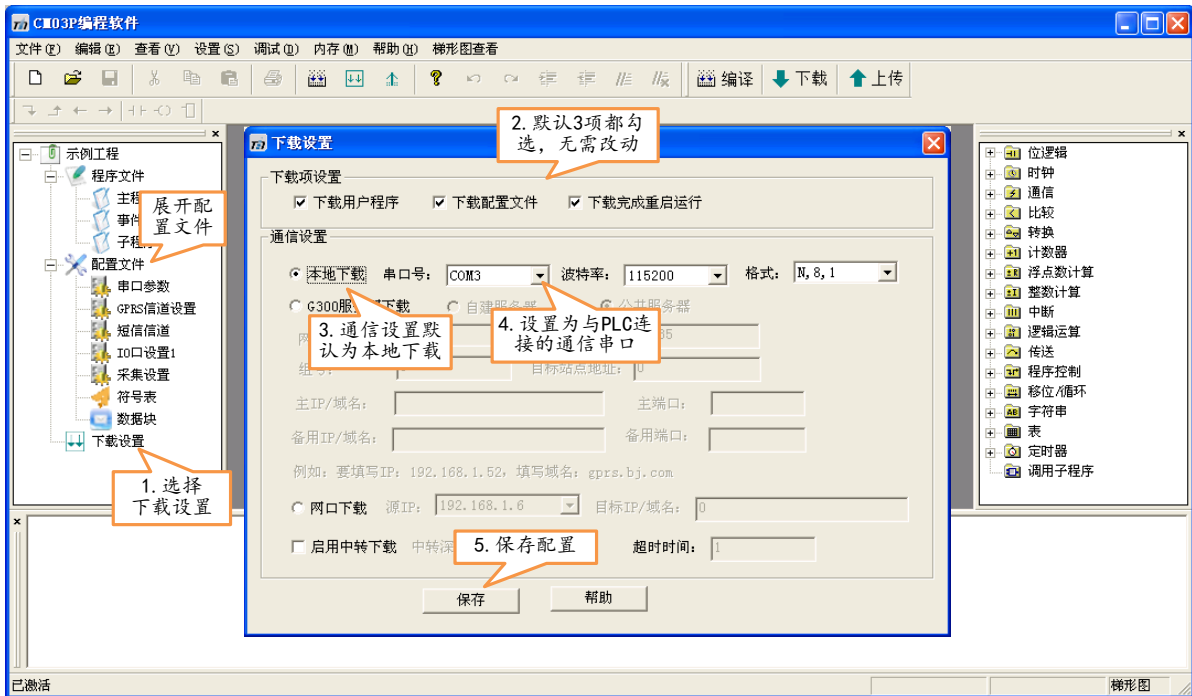 CM03P编程软件
文件(F) 编辑(E) 查看(V) 设置(S) 调试(D) 内存(M) 帮助(H) 梯形图查看
编译 下载 上传
示例工程
程序文件
主程
事件
子程
配置文件
串口参数
GPRS信道设置
短信信道
IO口设置1
采集设置
符号表
数据块
下载设置
展开配
置文件
1. 选择
下载设置
下载设置
2. 默认3项都勾
选，无需改动
下载项设置
下载用户程序 下载配置文件 下载完成重启运行
通信设置
本地下载 串口号： COM3 波特率： 115200 格式： N,8,1
G300服 下载 自建服务器 公共服务器
3. 通信设置默
认为本地下载
4. 设置为与PLC连
接的通信串口
目标站点地址： 0
主IP/域名： 主端口：
备用IP/域名： 备用端口：
例如：要填写IP：192.168.1.52，填写域名：gprs.bj.com
网口下载 源IP： 192.168.1.6 目标IP/域名： 0
启用中转下载 中转深 超时时间： 1
5. 保存配置
保存 帮助
位逻辑
时钟
通信
比较
转换
计数器
浮点数计算
整数计算
中断
逻辑运算
传送
程序控制
移位/循环
字符串
表
定时器
调用子程序
已激活 梯形图